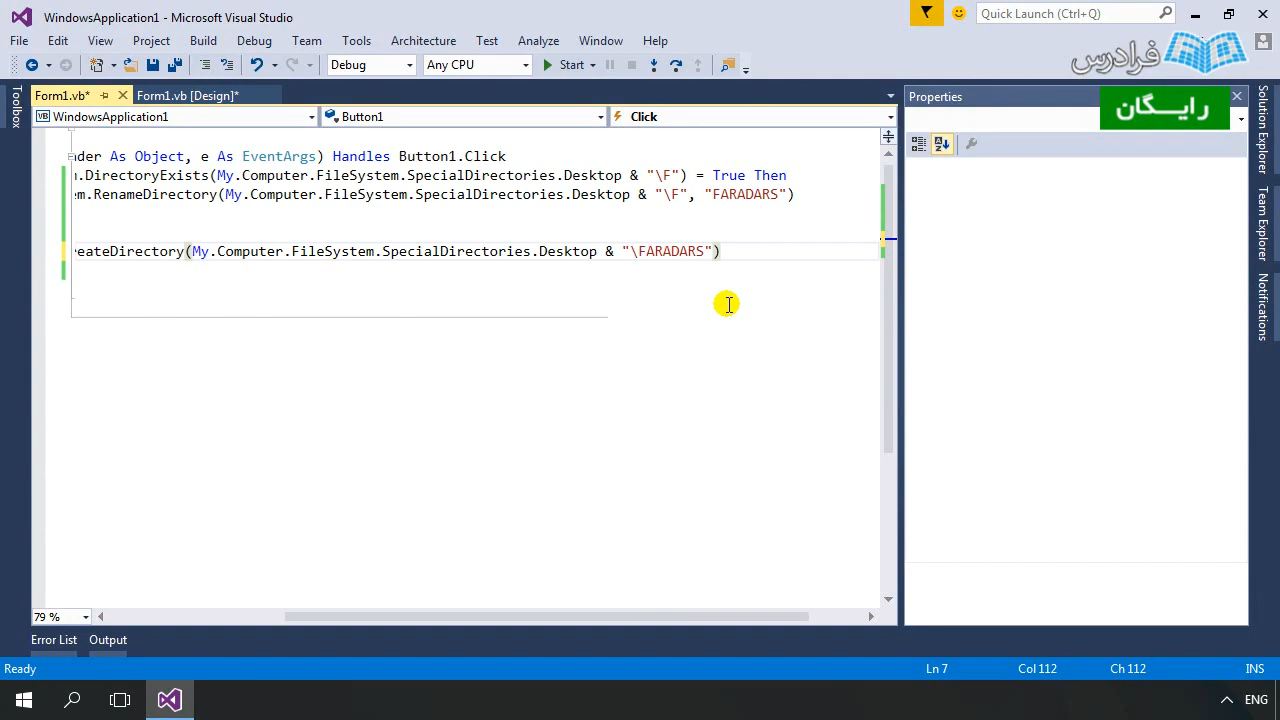 WindowsApplication1 - Microsoft Visual Studio
Quick Launch (Ctrl+Q)
File Edit View Project Build Debug Team Tools Architecture Test Analyze Window Help
Debug Any CPU Start
فرادرس
رایـــگان
Toolbox
Form1.vb* Form1.vb [Design]*
WindowsApplication1 Button1 Click
Properties
nder As Object, e As EventArgs) Handles Button1.Click
m.DirectoryExists(My.Computer.FileSystem.SpecialDirectories.Desktop & "\F") = True Then
em.RenameDirectory(My.Computer.FileSystem.SpecialDirectories.Desktop & "\F", "FARADARS")
reateDirectory(My.Computer.FileSystem.SpecialDirectories.Desktop & "\FARADARS")
Solution Explorer
Team Explorer
Notifications
79 %
Error List Output
Ready Ln 7 Col 112 Ch 112 INS
ENG